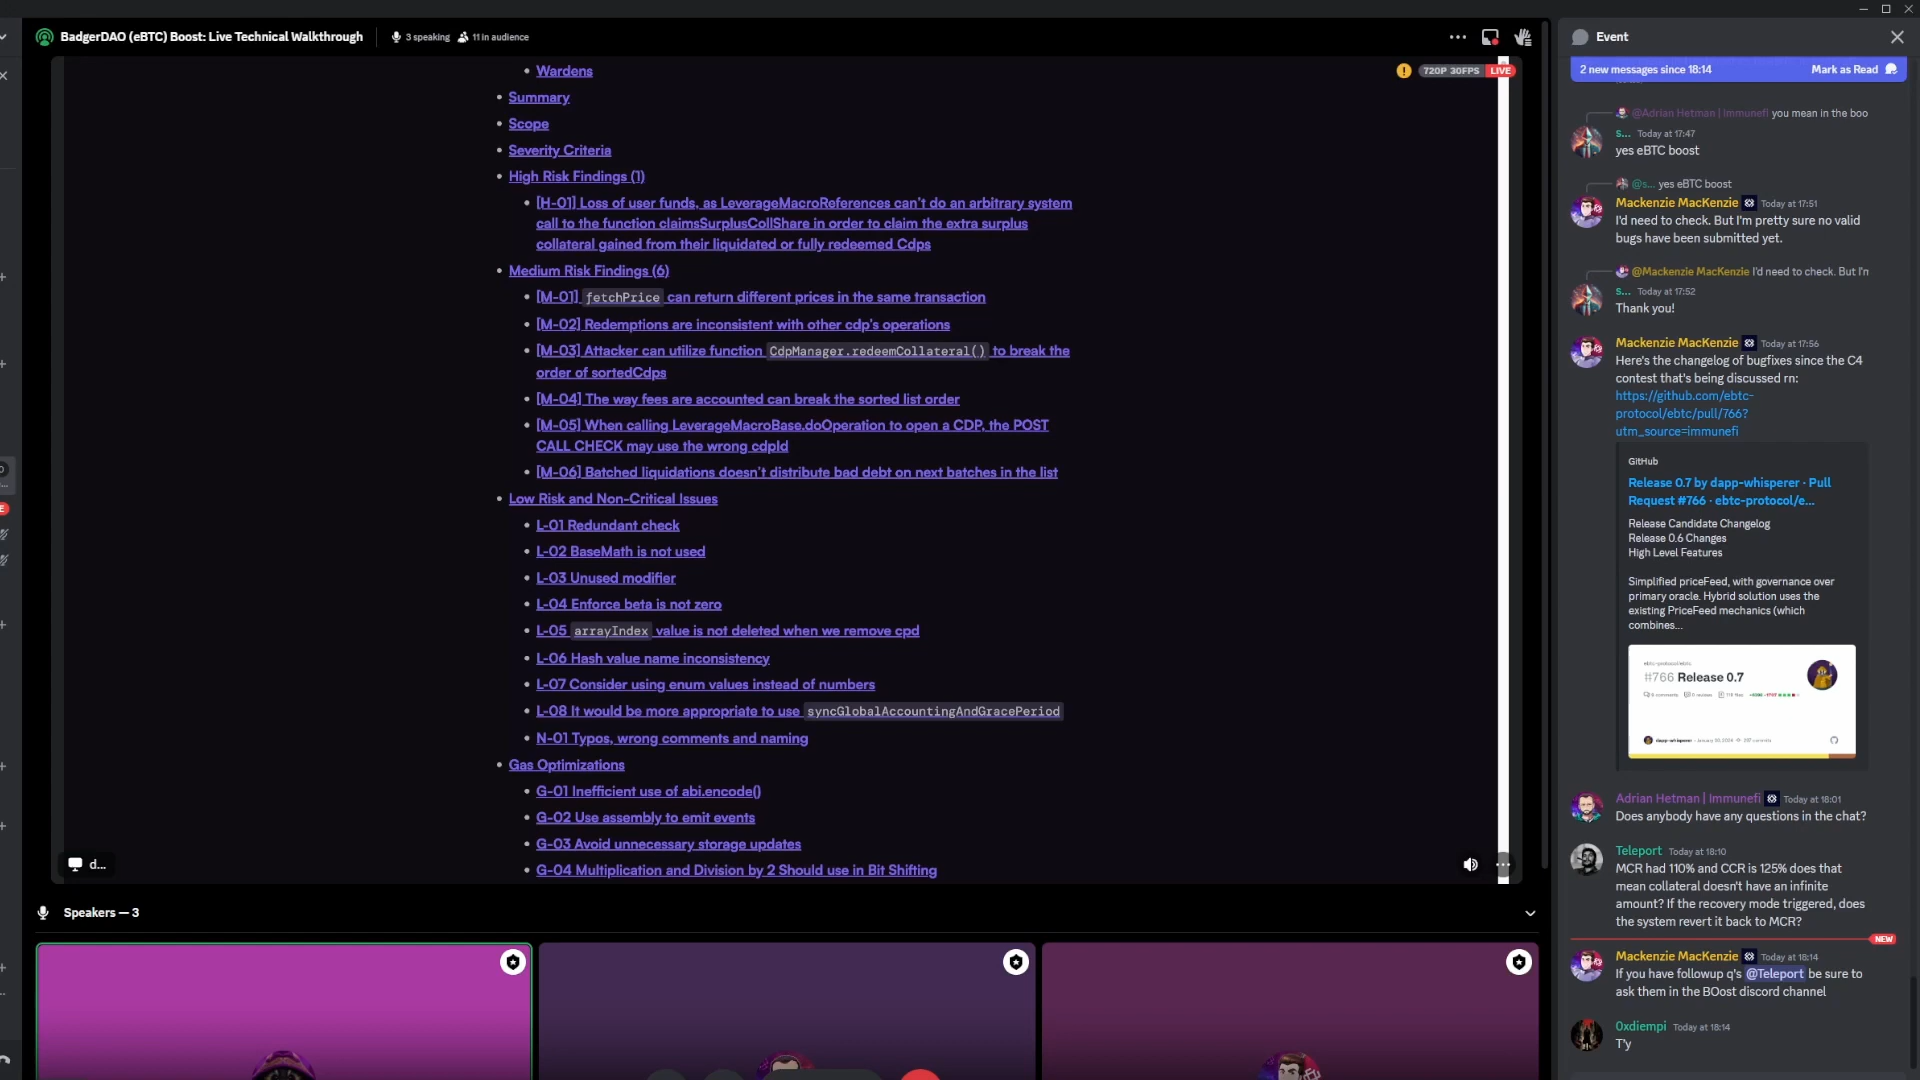 BadgerDAO (eBTC) Boost: Live Technical Walkthrough
3 speaking
11 in audience
720P 30FPS
LIVE
Wardens
Summary
Scope
Severity Criteria
High Risk Findings (1)
[H-01] Loss of user funds, as LeverageMacroReferences can't do an arbitrary system
call to the function claimsSurplusCollShare in order to claim the extra surplus
collateral gained from their liquidated or fully redeemed Cdps
Medium Risk Findings (6)
[M-01] fetchPrice can return different prices in the same transaction
[M-02] Redemptions are inconsistent with other cdp's operations
[M-03] Attacker can utilize function CdpManager.redeemCollateral() to break the
order of sortedCdps
[M-04] The way fees are accounted can break the sorted list order
[M-05] When calling LeverageMacroBase.doOperation to open a CDP, the POST
CALL CHECK may use the wrong cdpId
[M-06] Batched liquidations doesn't distribute bad debt on next batches in the list
Low Risk and Non-Critical Issues
L-01 Redundant check
L-02 BaseMath is not used
L-03 Unused modifier
L-04 Enforce beta is not zero
L-05 arrayIndex value is not deleted when we remove cpd
L-06 Hash value name inconsistency
L-07 Consider using enum values instead of numbers
L-08 It would be more appropriate to use syncGlobalAccountingAndGracePeriod
N-01 Typos, wrong comments and naming
Gas Optimizations
G-01 Inefficient use of abi.encode()
G-02 Use assembly to emit events
G-03 Avoid unnecessary storage updates
G-04 Multiplication and Division by 2 Should use in Bit Shifting
d...
Speakers — 3
Event
2 new messages since 18:14
Mark as Read
@Adrian Hetman | Immunefi you mean in the boo
s... Today at 17:47
yes eBTC boost
@s... yes eBTC boost
Mackenzie MacKenzie Today at 17:51
I'd need to check. But I'm pretty sure no valid
bugs have been submitted yet.
@Mackenzie MacKenzie I'd need to check. But I'm
s... Today at 17:52
Thank you!
Mackenzie MacKenzie Today at 17:56
Here's the changelog of bugfixes since the C4
contest that's being discussed rn:
https://github.com/ebtc-
protocol/ebtc/pull/766?
utm_source=immunefi
GitHub
Release 0.7 by dapp-whisperer · Pull
Request #766 · ebtc-protocol/e...
Release Candidate Changelog
Release 0.6 Changes
High Level Features
Simplified priceFeed, with governance over
primary oracle. Hybrid solution uses the
existing PriceFeed mechanics (which
combines...
ebtc-protocol/ebtc
#766 Release 0.7
Adrian Hetman | Immunefi Today at 18:01
Does anybody have any questions in the chat?
Teleport Today at 18:10
MCR had 110% and CCR is 125% does that
mean collateral doesn't have an infinite
amount? If the recovery mode triggered, does
the system revert it back to MCR?
NEW
Mackenzie MacKenzie Today at 18:14
If you have followup q's @Teleport be sure to
ask them in the BOost discord channel
0xdiempi Today at 18:14
T'y